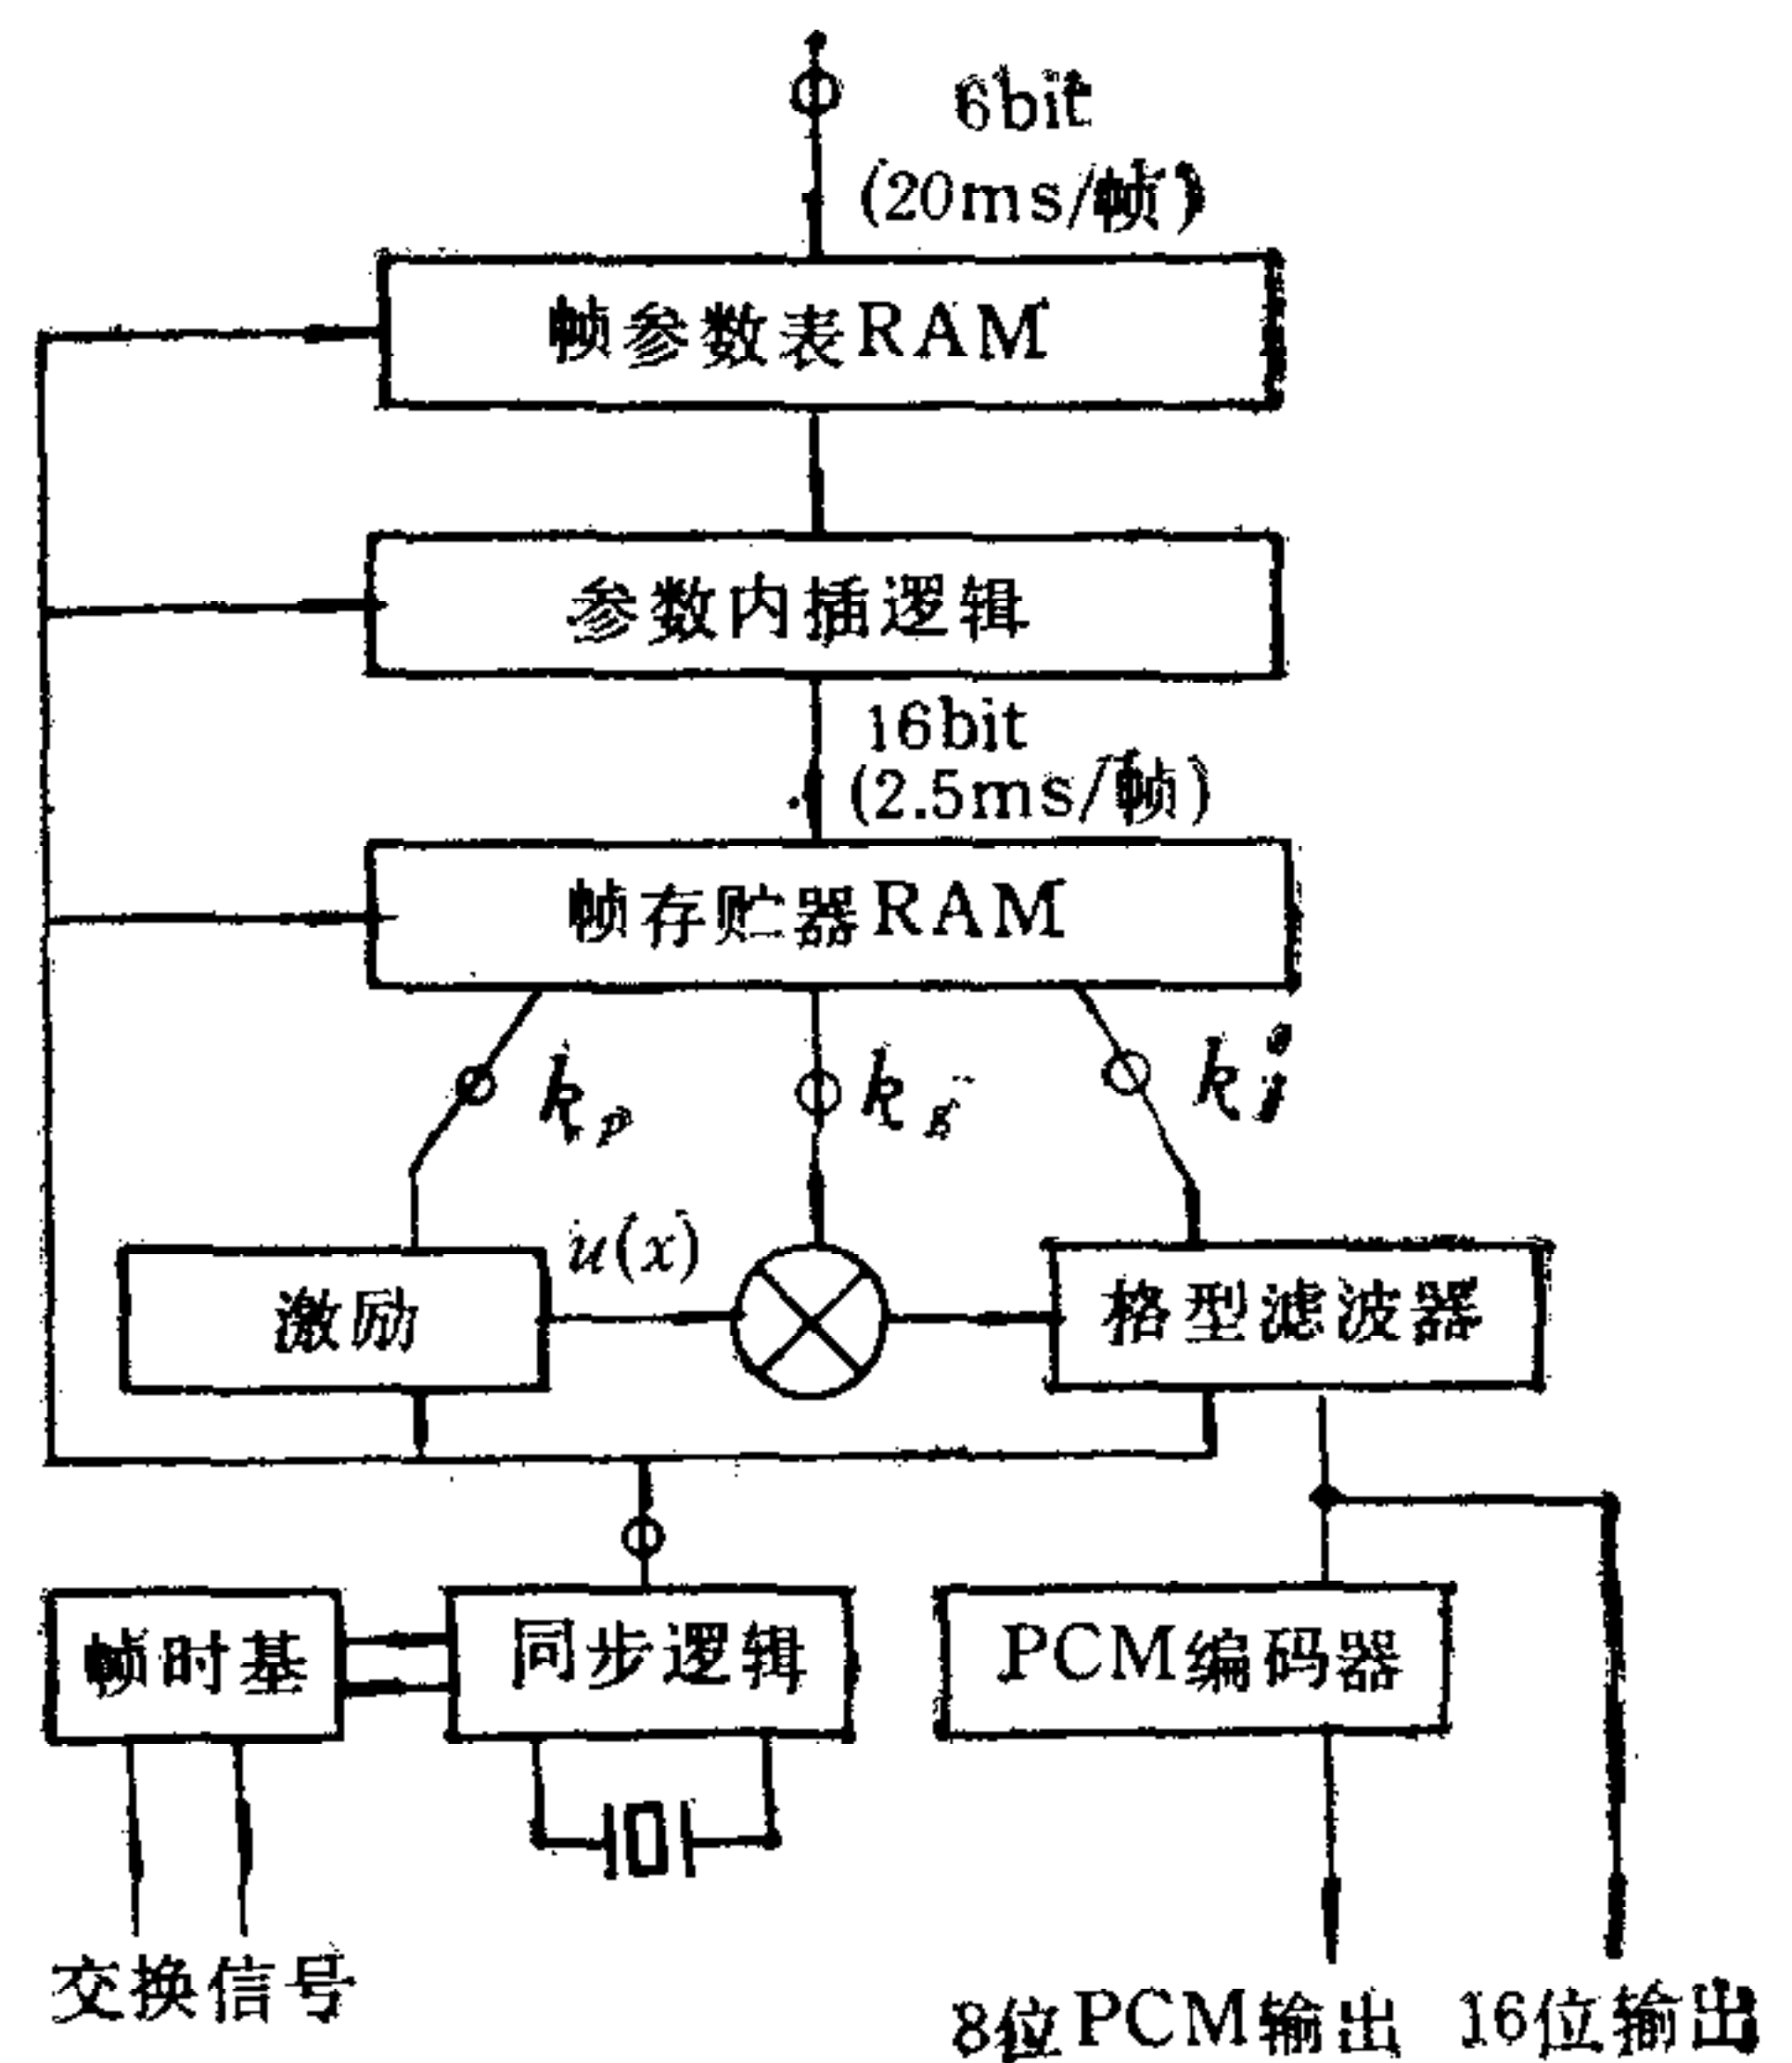 6bit
(20ms/帧)
帧参数表RAM
参数内插逻辑
16bit
(2.5ms/帧)
帧存贮器RAM
kp
kg
kj
u(x)
激励
格型滤波器
帧时基
同步逻辑
PCM编码器
交换信号
8位PCM输出
16位输出